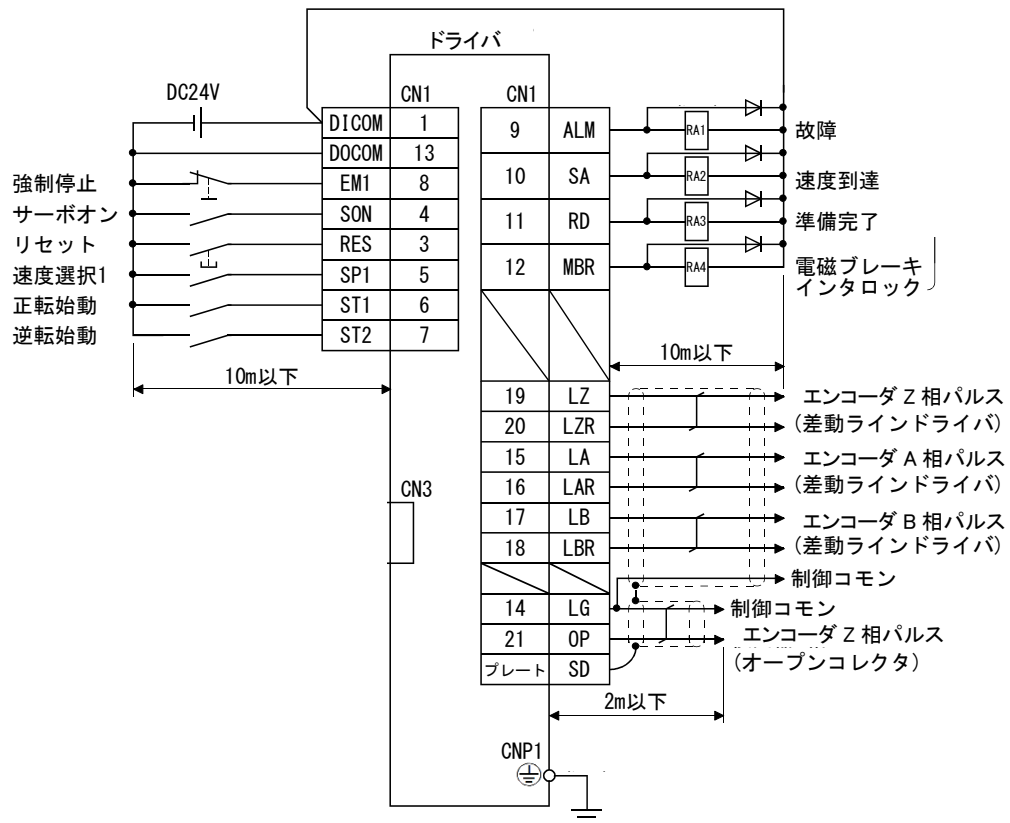 ドライバ
DC24V
CN1
CN1
DICOM 1
DOCOM 13
強制停止 EM1 8
サーボオン SON 4
リセット RES 3
速度選択1 SP1 5
正転始動 ST1 6
逆転始動 ST2 7
10m以下
9 ALM RA1 故障
10 SA RA2 速度到達
11 RD RA3 準備完了
12 MBR RA4 電磁ブレーキ
インタロック
10m以下
19 LZ エンコーダ Z 相パルス
20 LZR (差動ラインドライバ)
15 LA エンコーダ A 相パルス
16 LAR (差動ラインドライバ)
17 LB エンコーダ B 相パルス
18 LBR (差動ラインドライバ)
制御コモン
14 LG 制御コモン
21 OP エンコーダ Z 相パルス
(オープンコレクタ)
プレート SD
2m以下
CN3
CNP1